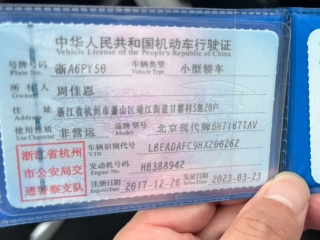 中华人民共和国机动车行驶证
Vehicle License of the People's Republic of China
号牌号码 浙A6PY50 车辆类型 小型轿车
Plate No. Vehicle Type
所有人 周佳恩
Owner
住址 浙江省杭州市萧山区靖江街道甘露村5组29户
Address
使用性质 非营运 品牌型号 北京现代牌BH7167TAV
Use Character Model
浙江省杭州
市公安局交
通警察支队
车辆识别代号 LBEADAFC9HX200262
VIN
发动机号码 HB388942
Engine No.
注册日期 2017-12-26 发证日期 2023-03-23
Register Date Issue Date